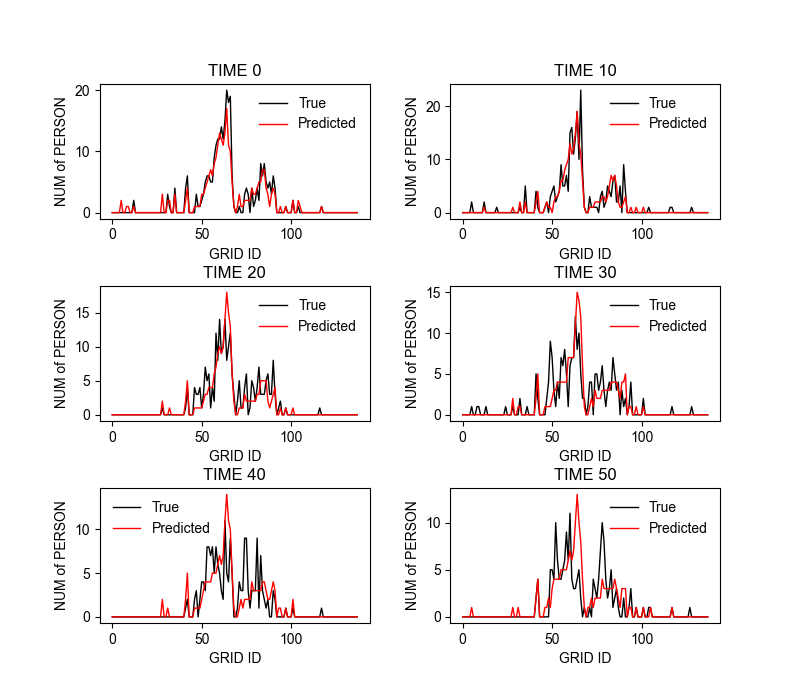 TIME 0
TIME 10
NUM of PERSON
20
10
0
True
Predicted
0
50
100
GRID ID
NUM of PERSON
20
10
0
True
Predicted
50
100
GRID ID
TIME 20
TIME 30
NUM of PERSON
15
10
5
0
True
Predicted
0
50
100
GRID ID
NUM of PERSON
15
10
5
0
True
Predicted
0
50
100
GRID ID
TIME 40
TIME 50
NUM of PERSON
10
5
0
True
Predicted
0
50
100
GRID ID
NUM of PERSON
10
5
0
True
Predicted
0
50
100
GRID ID